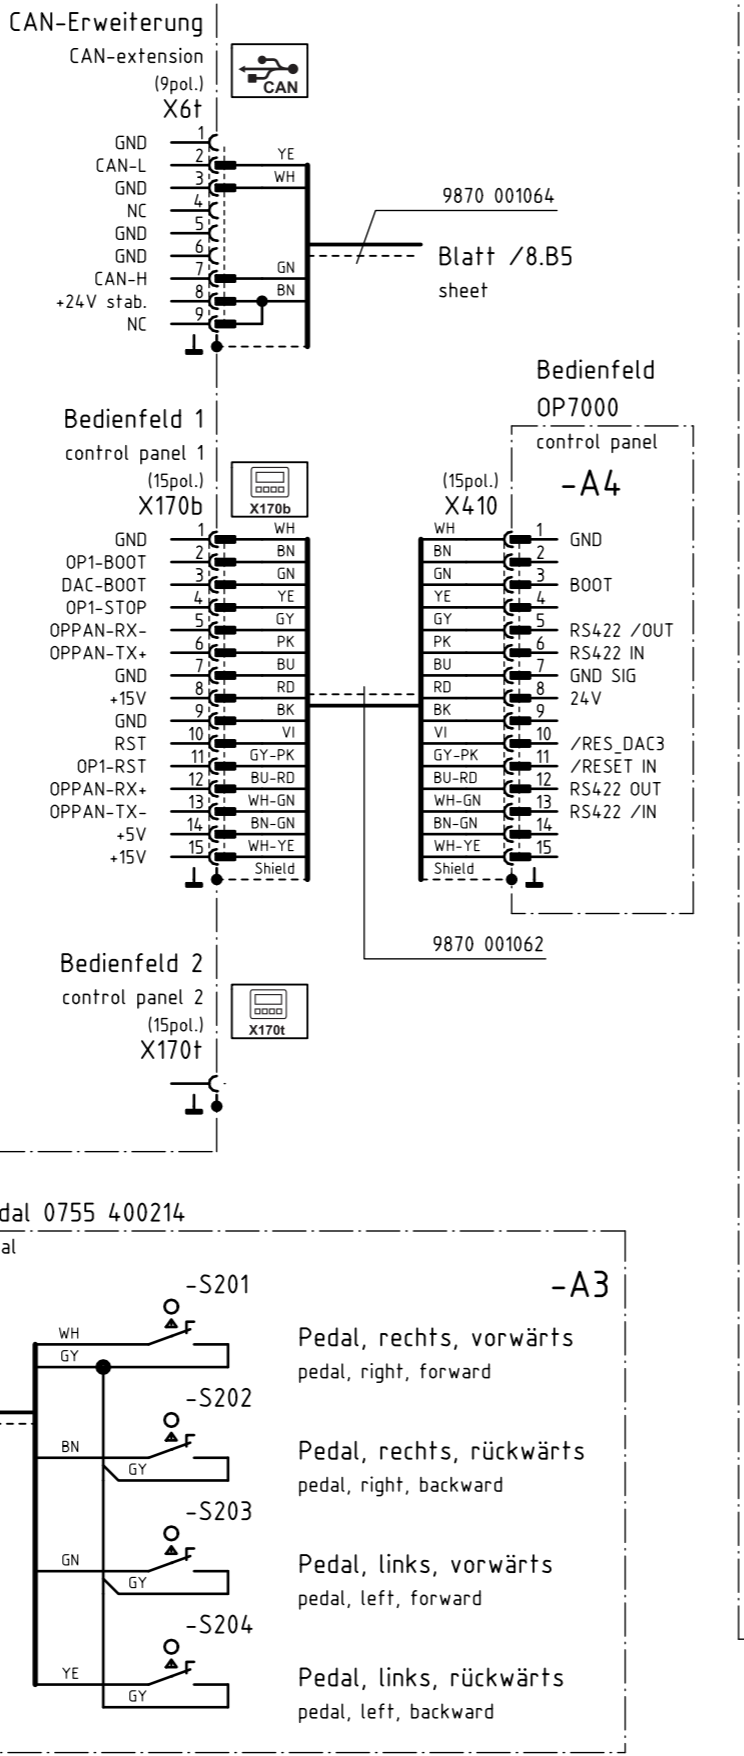 CAN-Erweiterung
CAN-extension
(9pol.)
X6t
CAN
GND 1
CAN-L 2 YE
GND 3 WH
NC 4
GND 5
GND 6
CAN-H 7 GN
+24V stab. 8 BN
NC 9
9870 001064
Blatt /8.B5
sheet
Bedienfeld
OP7000
control panel
-A4
Bedienfeld 1
control panel 1
(15pol.)
X170b
X170b
(15pol.)
X410
GND 1 WH WH 1 GND
OP1-BOOT 2 BN BN 2
DAC-BOOT 3 GN GN 3 BOOT
OP1-STOP 4 YE YE 4
OPPAN-RX- 5 GY GY 5 RS422 /OUT
OPPAN-TX+ 6 PK PK 6 RS422 IN
GND 7 BU BU 7 GND SIG
+15V 8 RD RD 8 24V
GND 9 BK BK 9
RST 10 VI VI 10 /RES_DAC3
OP1-RST 11 GY-PK GY-PK 11 /RESET IN
OPPAN-RX+ 12 BU-RD BU-RD 12 RS422 OUT
OPPAN-TX- 13 WH-GN WH-GN 13 RS422 /IN
+5V 14 BN-GN BN-GN 14
+15V 15 WH-YE WH-YE 15
Shield Shield
9870 001062
Bedienfeld 2
control panel 2
(15pol.)
X170t
X170t
dal 0755 400214
al
-A3
-S201
WH
GY
Pedal, rechts, vorwärts
pedal, right, forward
-S202
BN
GY
Pedal, rechts, rückwärts
pedal, right, backward
-S203
GN
GY
Pedal, links, vorwärts
pedal, left, forward
-S204
YE
GY
Pedal, links, rückwärts
pedal, left, backward